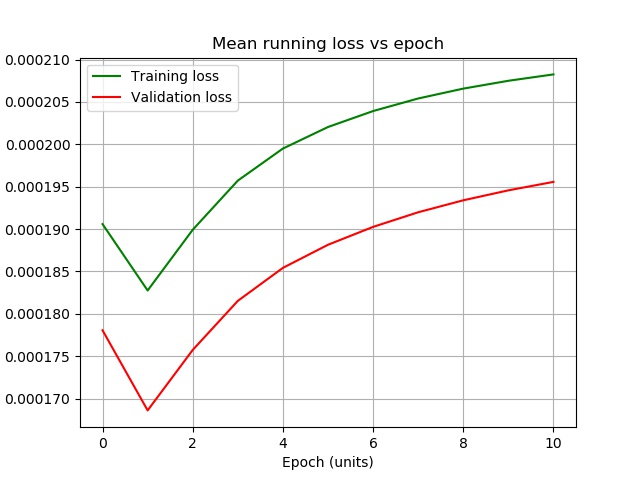 Mean running loss vs epoch
Training loss
Validation loss
0.000210
0.000205
0.000200
0.000195
0.000190
0.000185
0.000180
0.000175
0.000170
0 2 4 6 8 10
Epoch (units)